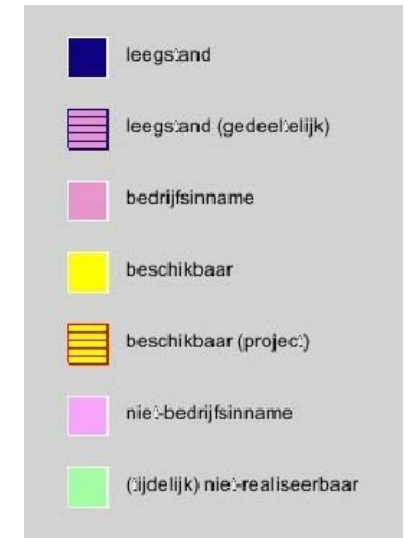 leegstand
leegstand (gedeeltelijk)
bedrijfsinname
beschikbaar
beschikbaar (project)
niet-bedrijfsinname
(tijdelijk) niet-realiseerbaar